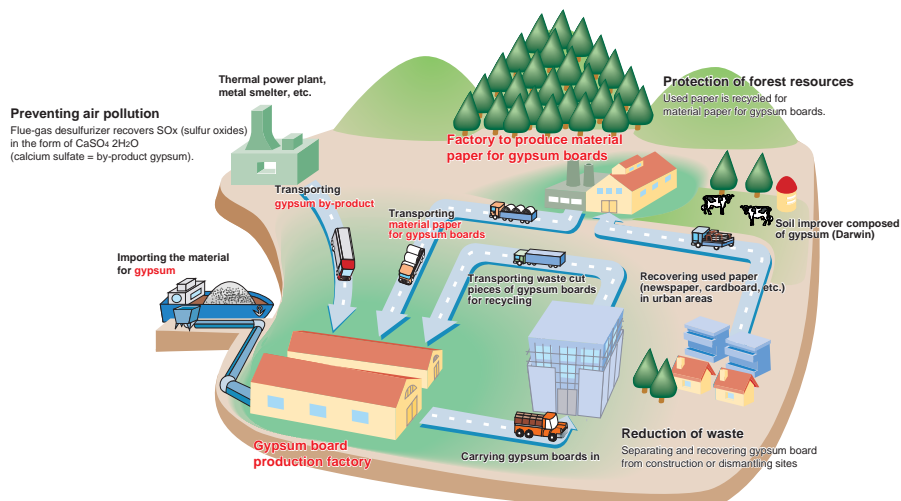 Thermal power plant,
metal smelter, etc.
Preventing air pollution
Flue-gas desulfurizer recovers SOx (sulfur oxides)
in the form of CaSO4 2H2O
(calcium sulfate = by-product gypsum).
Protection of forest resources
Used paper is recycled for
material paper for gypsum boards.
Factory to produce material
paper for gypsum boards
Transporting
gypsum by-product
Transporting
material paper
for gypsum boards
Soil improver composed
of gypsum (Darwin)
Importing the material
for gypsum
Transporting waste cut
pieces of gypsum boards
for recycling
Recovering used paper
(newspaper, cardboard, etc.)
in urban areas
Gypsum board
production factory
Carrying gypsum boards in
Reduction of waste
Separating and recovering gypsum board
from construction or dismantling sites